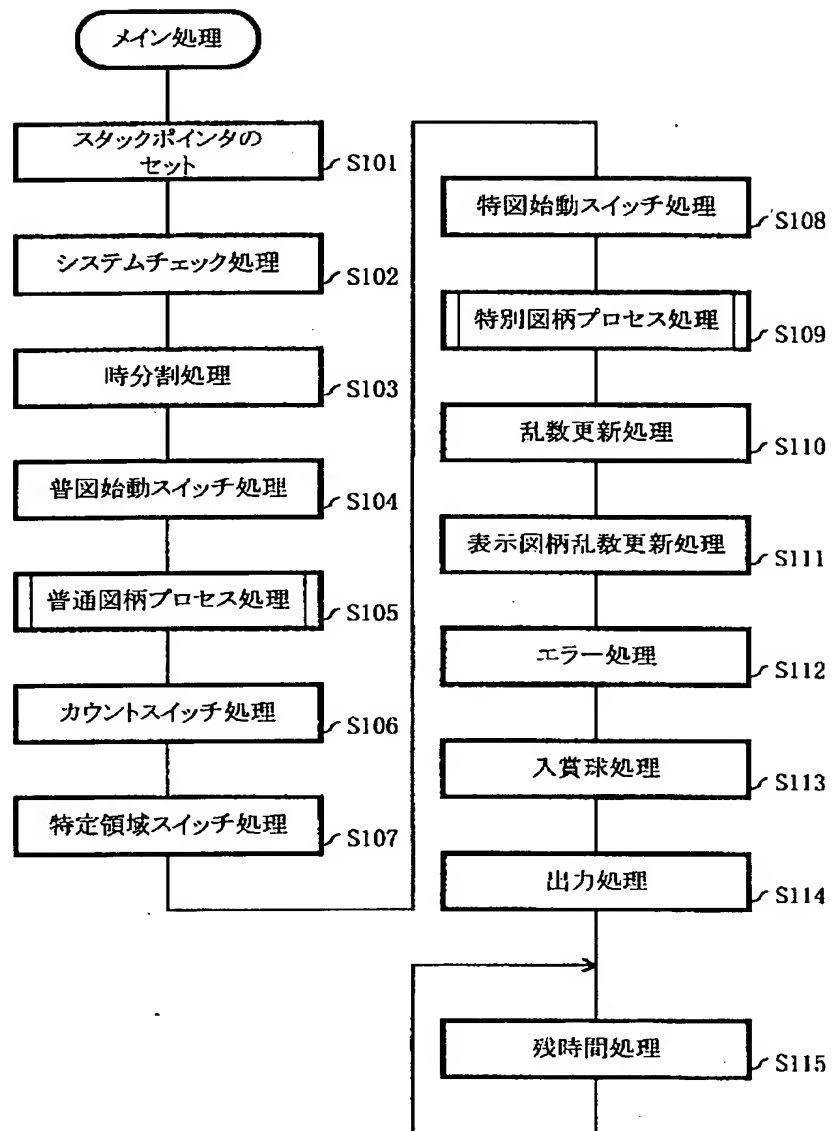 メイン処理
スタックポインタの
セット
S101
システムチェック処理
S102
時分割処理
S103
普図始動スイッチ処理
S104
普通図柄プロセス処理
S105
カウントスイッチ処理
S106
特定領域スイッチ処理
S107
特図始動スイッチ処理
S108
特別図柄プロセス処理
S109
乱数更新処理
S110
表示図柄乱数更新処理
S111
エラー処理
S112
入賞球処理
S113
出力処理
S114
残時間処理
S115